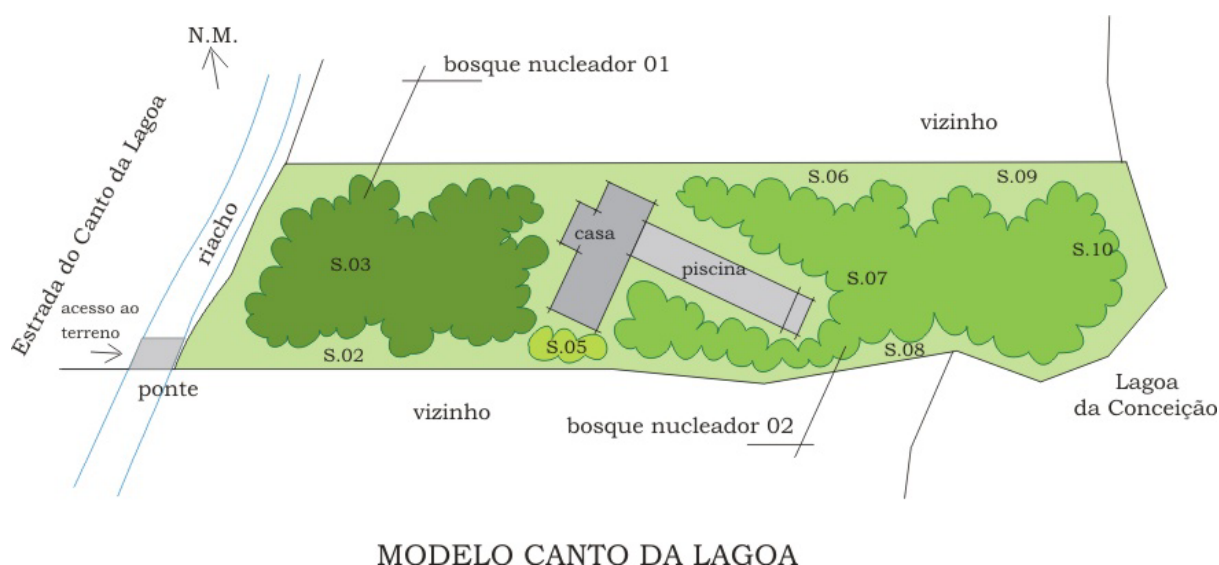 N.M.
bosque nucleador 01
Estrada do Canto da Lagoa
riacho
vizinho
S.06
S.09
casa
S.03
piscina
S.07
S.10
acesso ao
terreno
S.02
S.05
S.08
ponte
vizinho
bosque nucleador 02
Lagoa
da Conceição
MODELO CANTO DA LAGOA